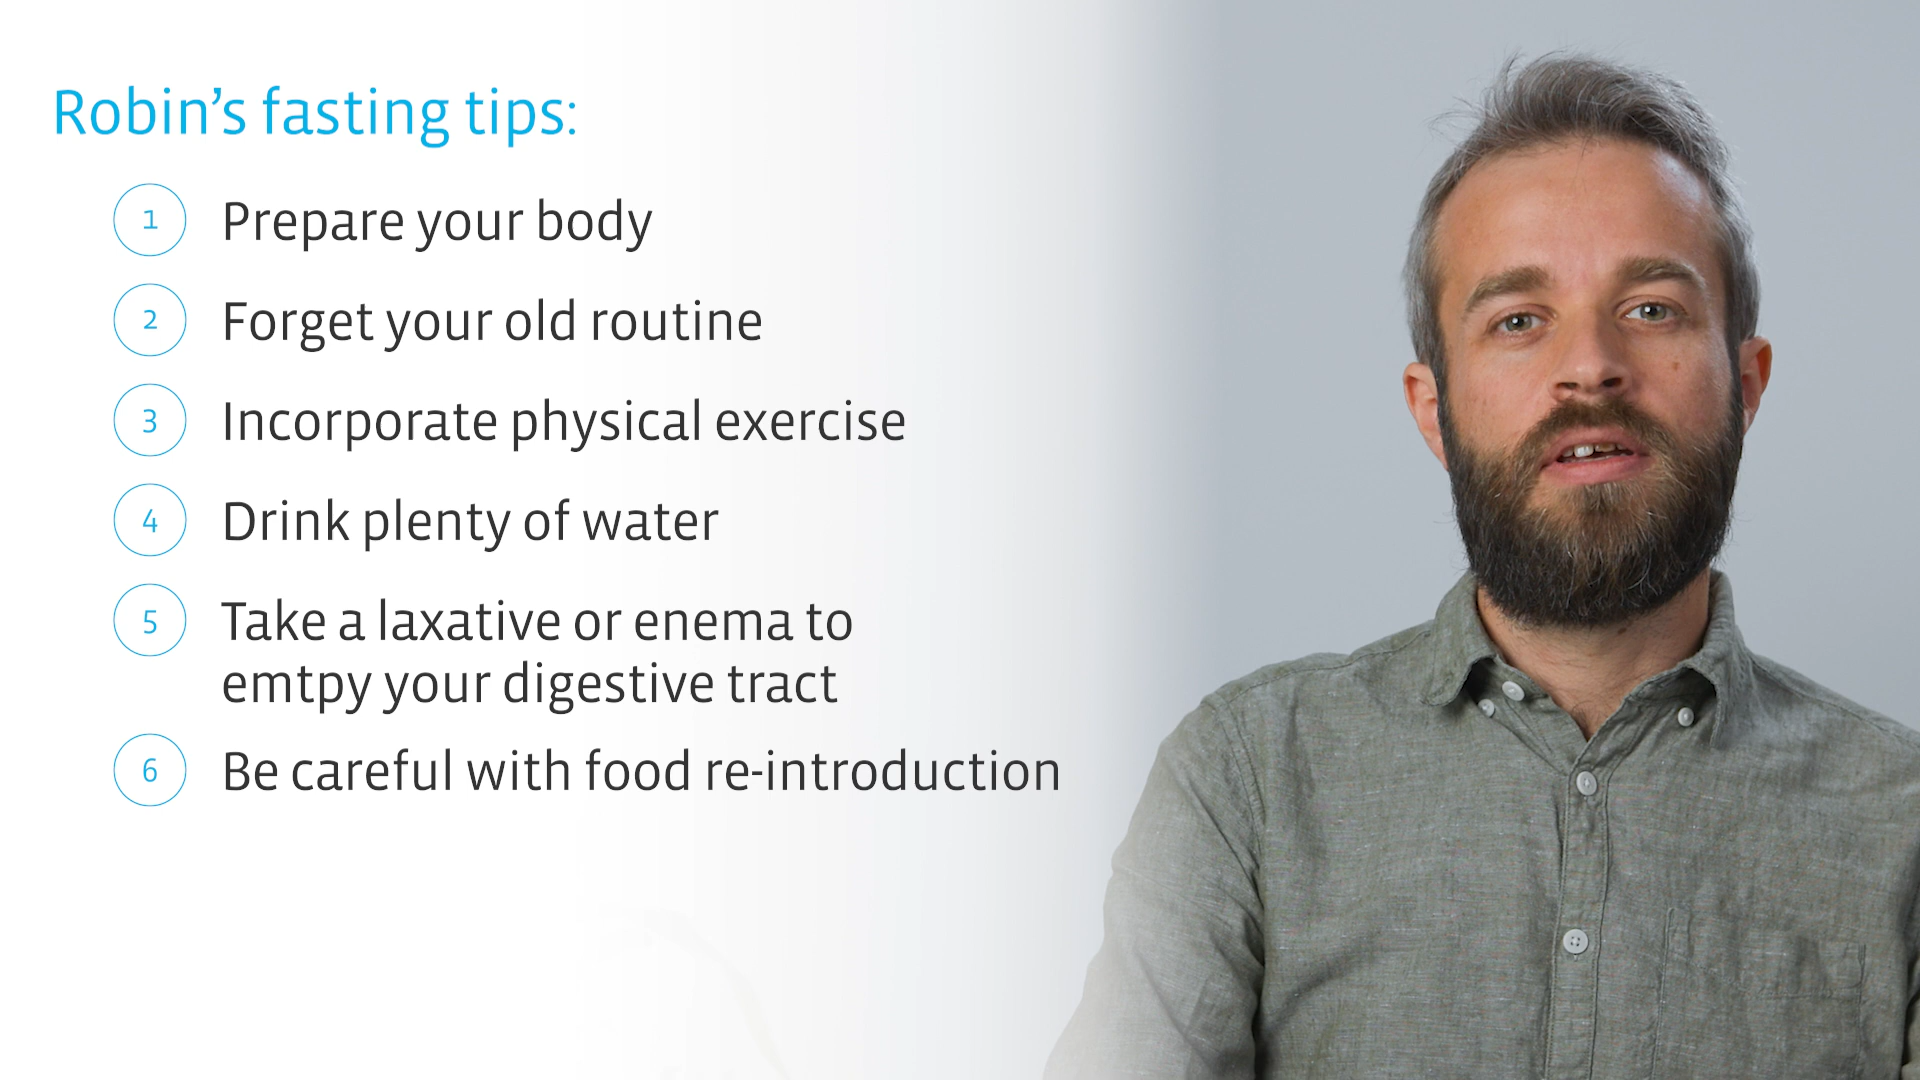 Robin’s fasting tips:
1 Prepare your body
2 Forget your old routine
3 Incorporate physical exercise
4 Drink plenty of water
5 Take a laxative or enema to
emtpy your digestive tract
6 Be careful with food re-introduction